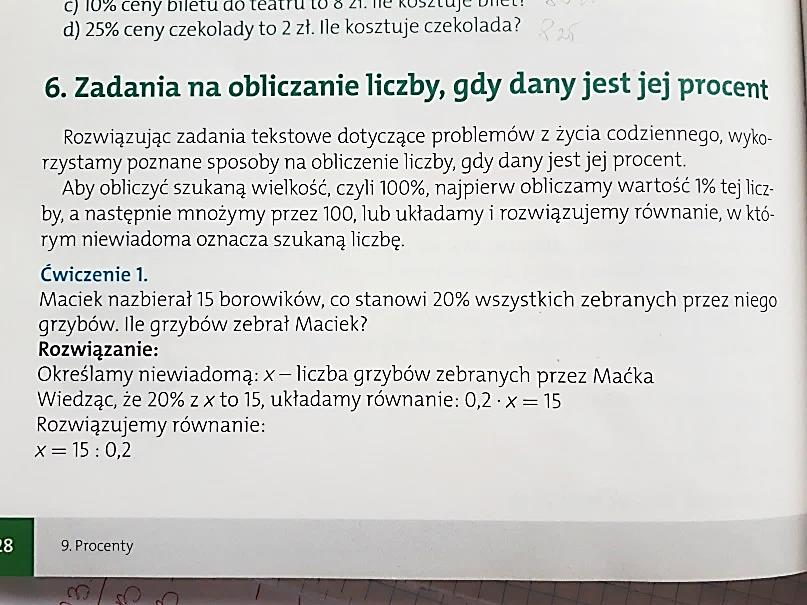 c) 10% ceny biletu do teatru to 8 zł. Ile kosztuje bilet?
d) 25% ceny czekolady to 2 zł. Ile kosztuje czekolada?
6. Zadania na obliczanie liczby, gdy dany jest jej procent
Rozwiązując zadania tekstowe dotyczące problemów z życia codziennego, wyko-
rzystamy poznane sposoby na obliczenie liczby, gdy dany jest jej procent.
Aby obliczyć szukaną wielkość, czyli 100%, najpierw obliczamy wartość 1% tej licz-
by, a następnie mnożymy przez 100, lub układamy i rozwiązujemy równanie, w któ-
rym niewiadoma oznacza szukaną liczbę.
Ćwiczenie 1.
Maciek nazbierał 15 borowików, co stanowi 20% wszystkich zebranych przez niego
grzybów. Ile grzybów zebrał Maciek?
Rozwiązanie:
Określamy niewiadomą: x – liczba grzybów zebranych przez Maćka
Wiedząc, że 20% z x to 15, układamy równanie: 0,2 · x = 15
Rozwiązujemy równanie:
x = 15 : 0,2
28 9. Procenty